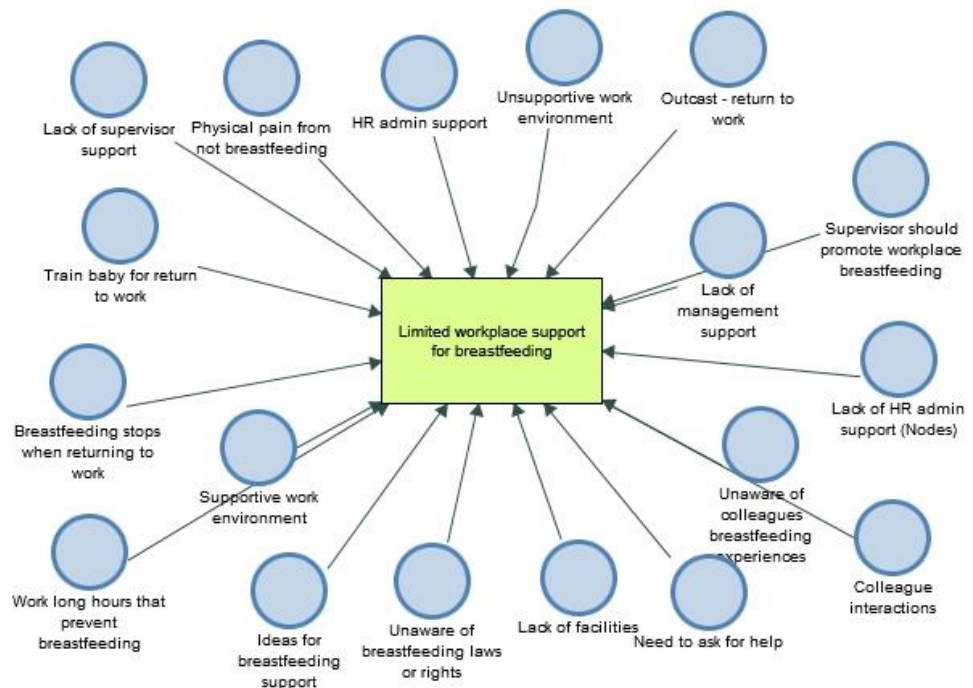 Lack of supervisor
support
Physical pain from
not breastfeeding
HR admin support
Unsupportive work
environment
Outcast - return to
work
Train baby for return
to work
Supervisor should
promote workplace
breastfeeding
Lack of
management
support
Limited workplace support
for breastfeeding
Breastfeeding stops
when returning to
work
Supportive work
environment
Lack of HR admin
support (Nodes)
Unaware of
colleagues
breastfeeding
experiences
Work long hours that
prevent
breastfeeding
Ideas for
breastfeeding
support
Unaware of
breastfeeding laws
or rights
Lack of facilities
Need to ask for help
Colleague
interactions